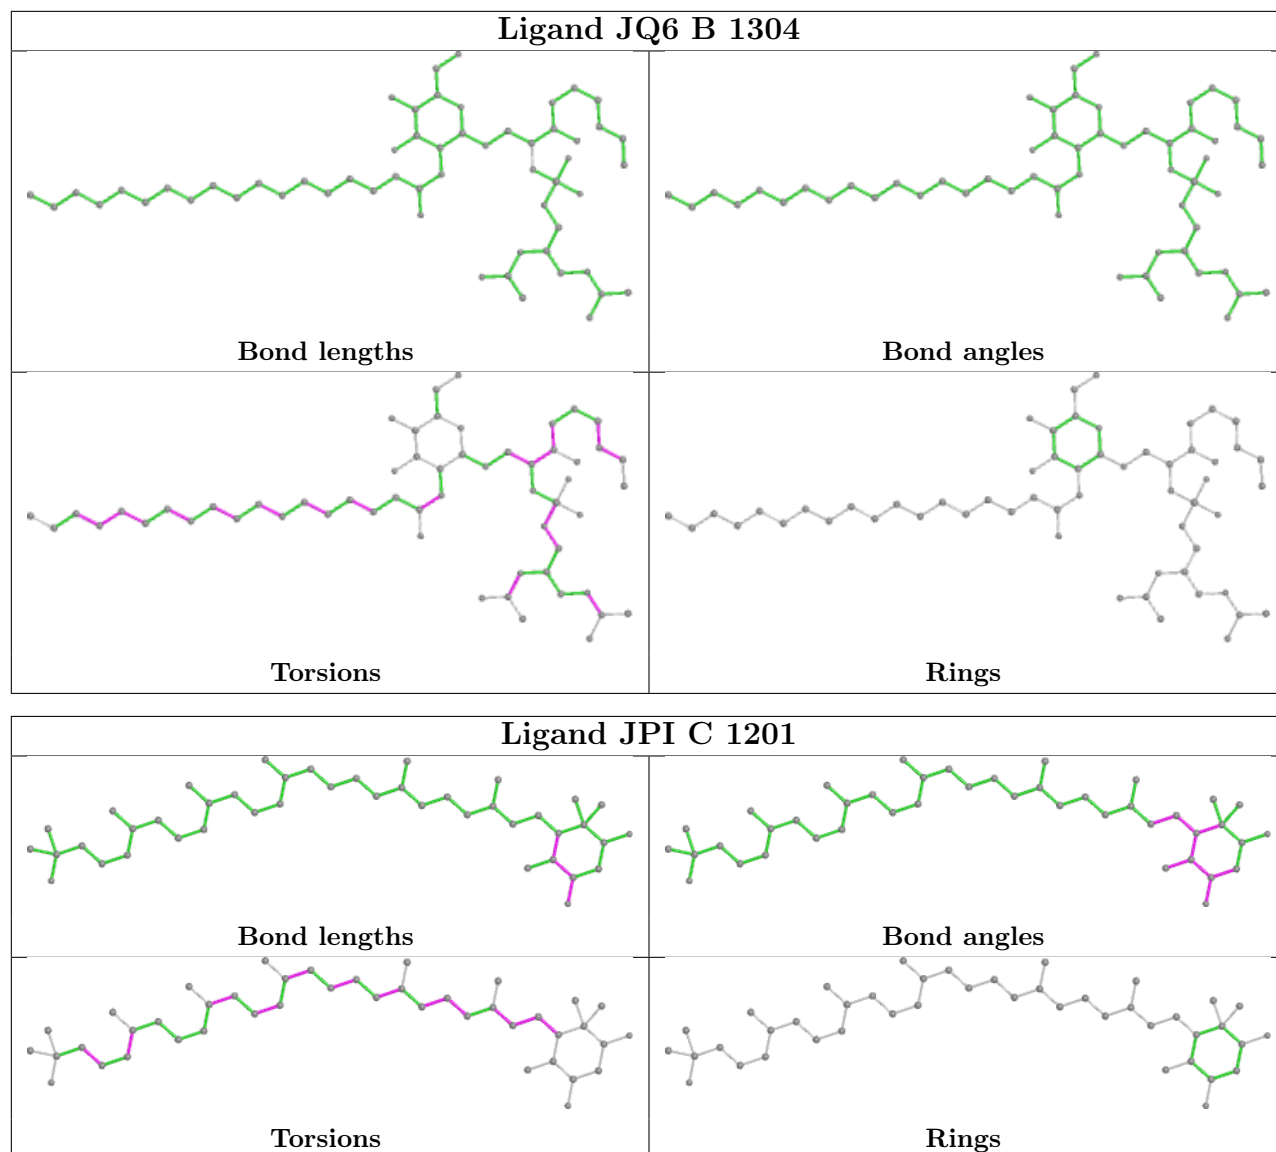 Ligand JQ6 B 1304
Bond lengths
Bond angles
Torsions
Rings
Ligand JPI C 1201
Bond lengths
Bond angles
Torsions
Rings